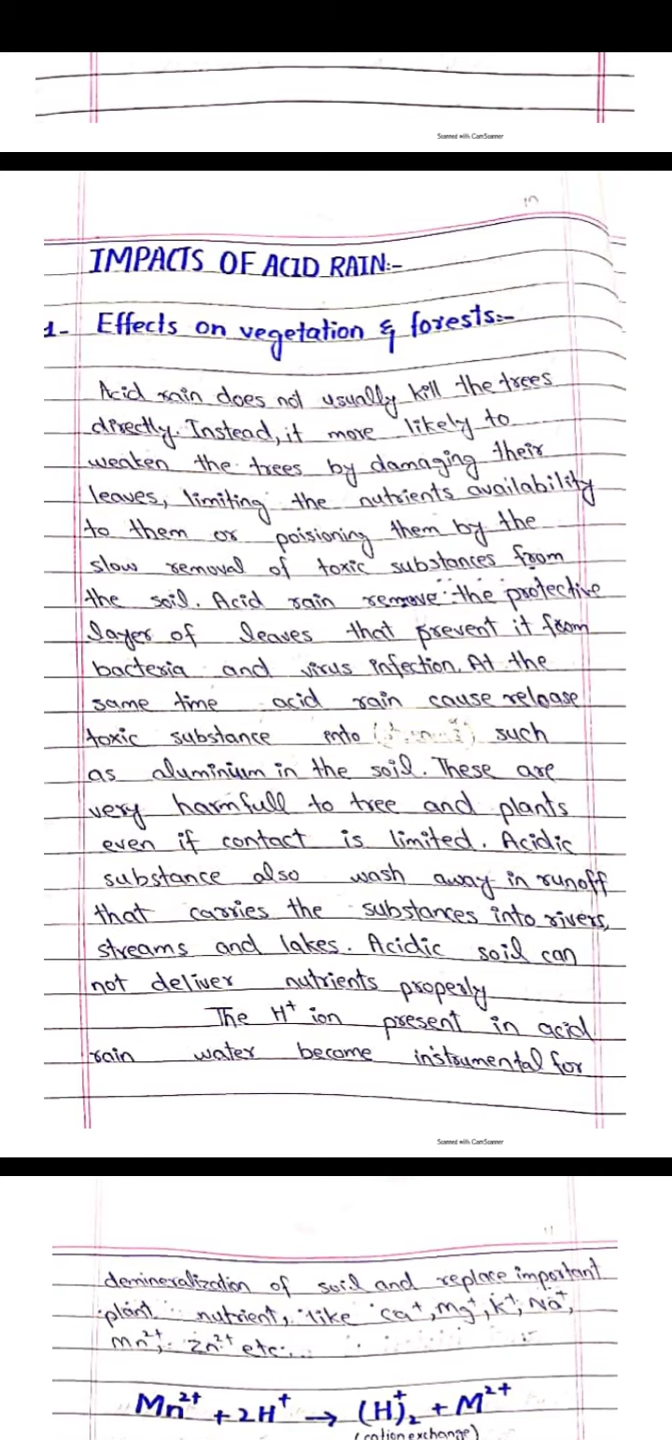 Scanned with CamScanner
IMPACTS OF ACID RAIN:-
1- Effects on vegetation & forests:-
Acid rain does not usually kill the trees
directly. Instead, it more likely to
weaken the trees by damaging their
leaves, limiting the nutrients availability
to them or poisioning them by the
slow removal of toxic substances from
the soil. Acid rain remove the protective
layer of leaves that prevent it from
bacteria and virus infection. At the
same time acid rain cause release
toxic substance into such
as aluminium in the soil. These are
very harmfull to tree and plants
even if contact is limited. Acidic
substance also wash away in runoff
that carries the substances into rivers,
streams and lakes. Acidic soil can
not deliver nutrients properly
The H⁺ ion present in acid
rain water become instrumental for
Scanned with CamScanner
11
demineralization of soil and replace important
plant nutrient, like Ca⁺, Mg⁺, K⁺, Na⁺,
Mn²⁺, Zn²⁺ etc...
Mn²⁺ + 2H⁺ → (H)₂⁺ + M²⁺
(cation exchange)